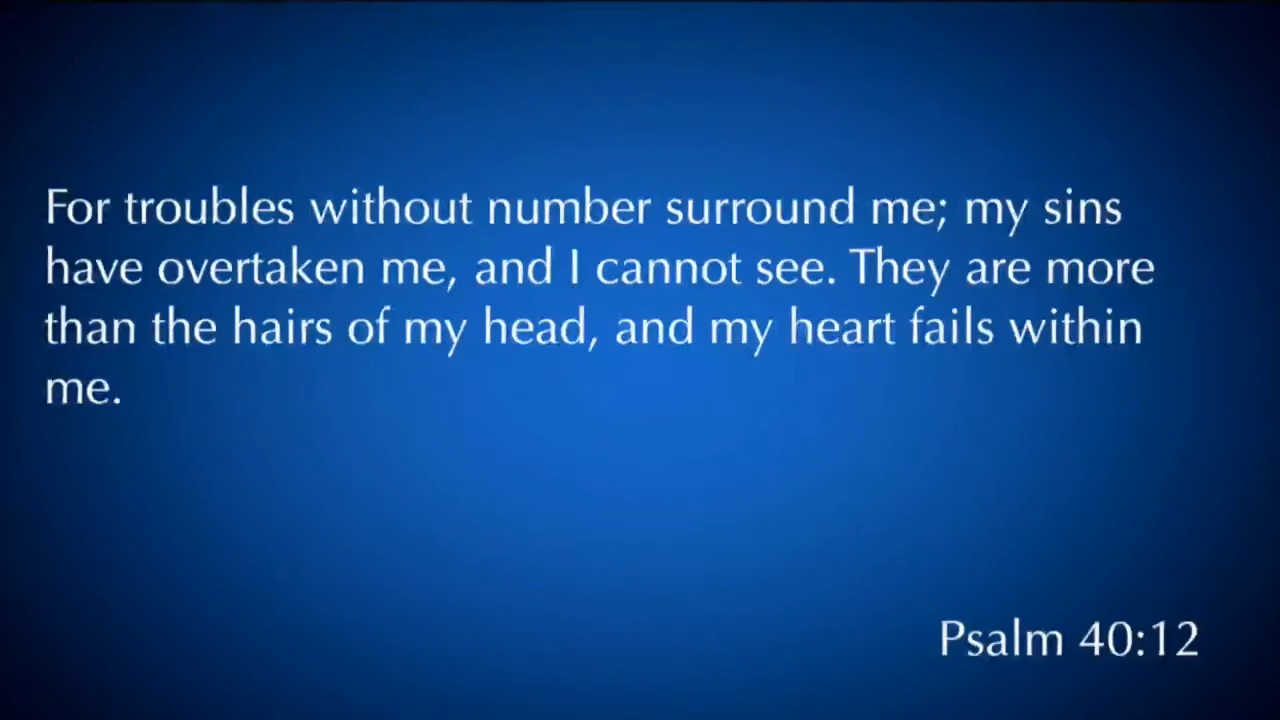 For troubles without number surround me; my sins
have overtaken me, and I cannot see. They are more
than the hairs of my head, and my heart fails within
me.
Psalm 40:12